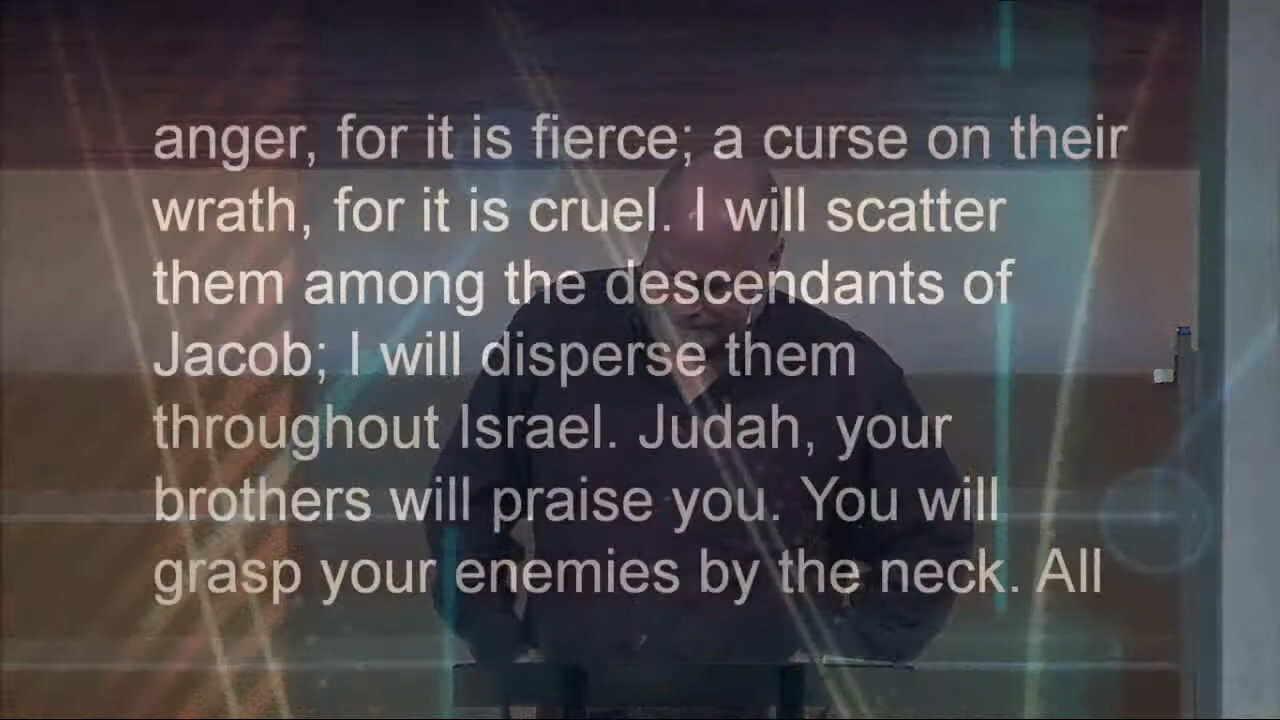 anger, for it is fierce; a curse on their
wrath, for it is cruel. I will scatter
them among the descendants of
Jacob; I will disperse them
throughout Israel. Judah, your
brothers will praise you. You will
grasp your enemies by the neck. All